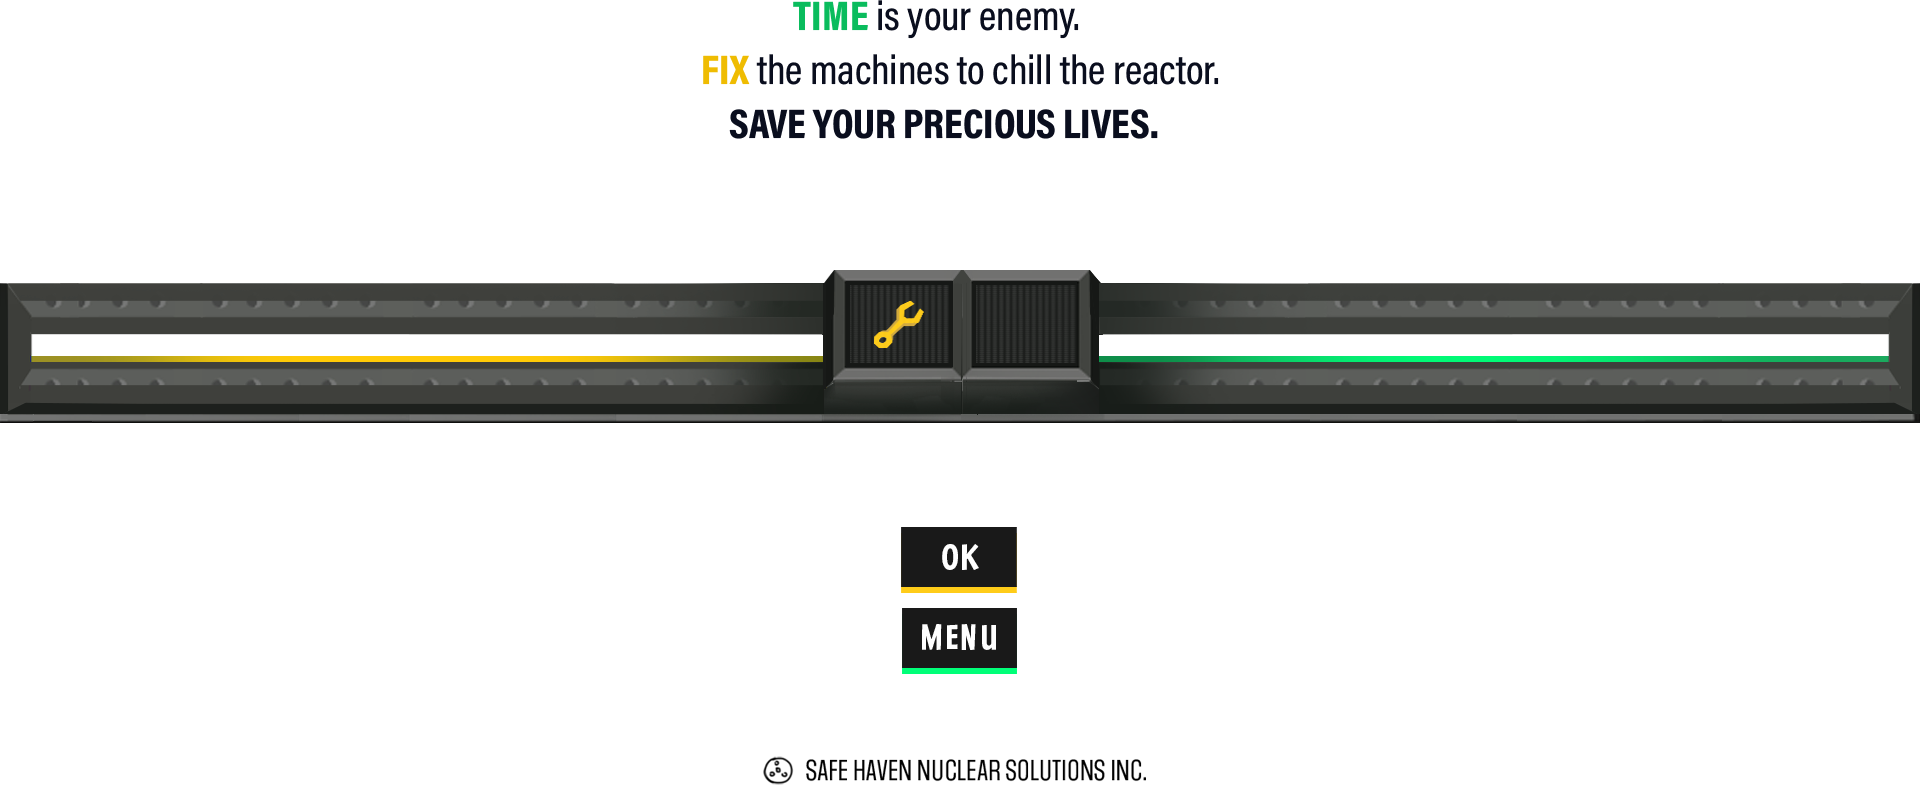 TIME is your enemy.
FIX the machines to chill the reactor.
SAVE YOUR PRECIOUS LIVES.
OK
MENU
SAFE HAVEN NUCLEAR SOLUTIONS INC.